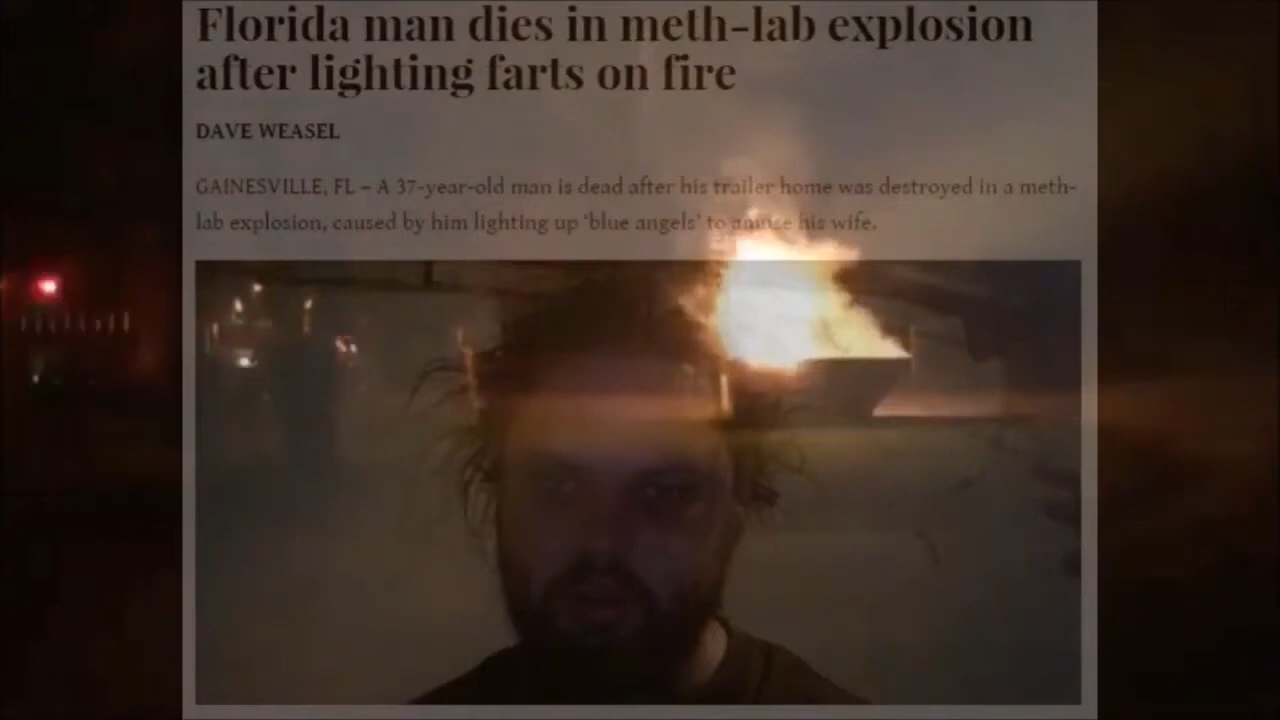 Florida man dies in meth-lab explosion
after lighting farts on fire
DAVE WEASEL
GAINESVILLE, FL – A 37-year-old man is dead after his trailer home was destroyed in a meth-
lab explosion, caused by him lighting up ‘blue angels’ to amuse his wife.